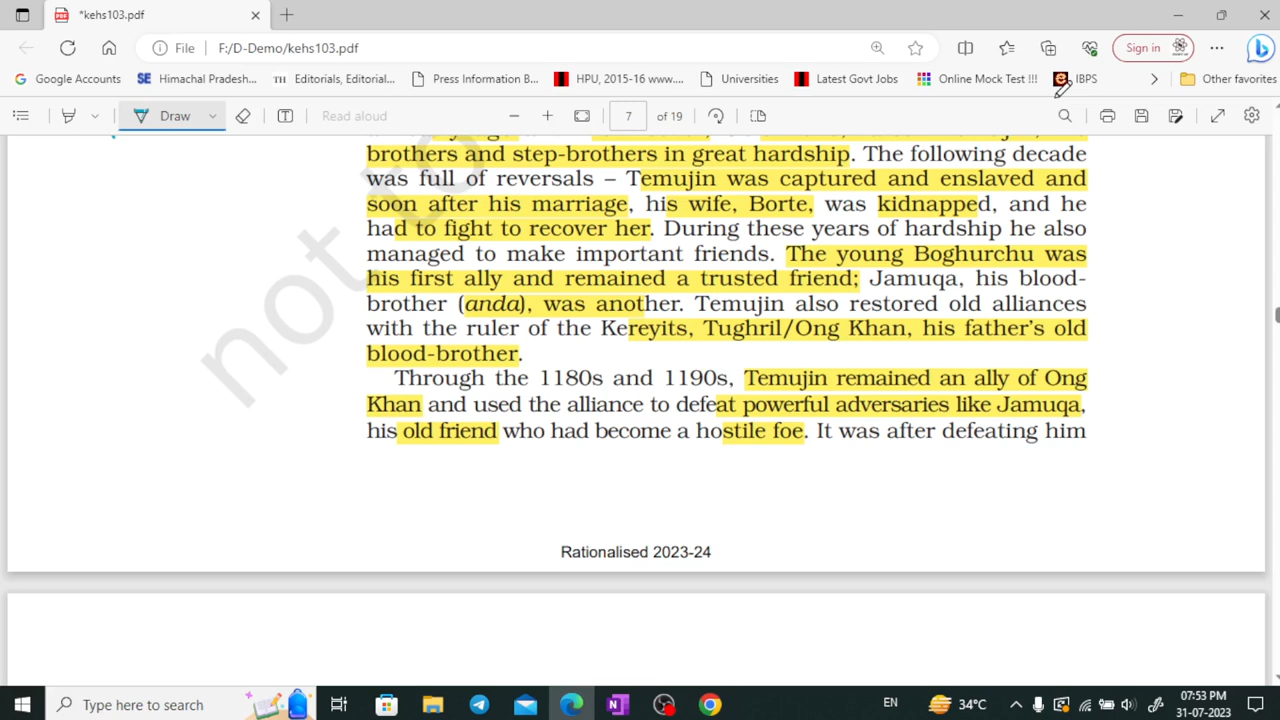 *kehs103.pdf
File F:/D-Demo/kehs103.pdf Sign in
Google Accounts SE Himachal Pradesh... TH Editorials, Editorial... Press Information B... HPU, 2015-16 www.... Universities Latest Govt Jobs Online Mock Test !!! IBPS Other favorites
Draw Read aloud 7 of 19
brothers and step-brothers in great hardship. The following decade
was full of reversals – Temujin was captured and enslaved and
soon after his marriage, his wife, Borte, was kidnapped, and he
had to fight to recover her. During these years of hardship he also
managed to make important friends. The young Boghurchu was
his first ally and remained a trusted friend; Jamuqa, his blood-
brother (anda), was another. Temujin also restored old alliances
with the ruler of the Kereyits, Tughril/Ong Khan, his father's old
blood-brother.
Through the 1180s and 1190s, Temujin remained an ally of Ong
Khan and used the alliance to defeat powerful adversaries like Jamuqa,
his old friend who had become a hostile foe. It was after defeating him
not to
Rationalised 2023-24
Type here to search EN 34°C 07:53 PM
31-07-2023